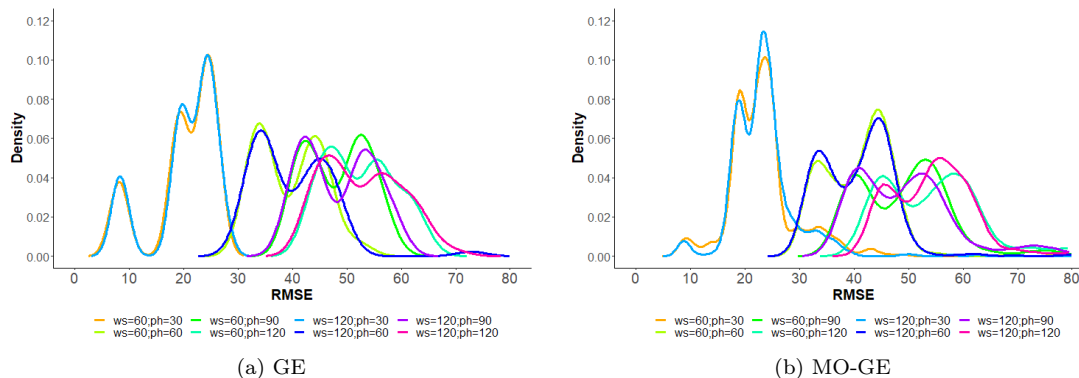 0.12
0.10
0.08
0.06
0.04
0.02
0.00
Density
0 10 20 30 40 50 60 70 80
RMSE
ws=60;ph=30 ws=60;ph=90 ws=120;ph=30 ws=120;ph=90
ws=60;ph=60 ws=60;ph=120 ws=120;ph=60 ws=120;ph=120
(a) GE
0.12
0.10
0.08
0.06
0.04
0.02
0.00
Density
0 10 20 30 40 50 60 70 80
RMSE
ws=60;ph=30 ws=60;ph=90 ws=120;ph=30 ws=120;ph=90
ws=60;ph=60 ws=60;ph=120 ws=120;ph=60 ws=120;ph=120
(b) MO-GE